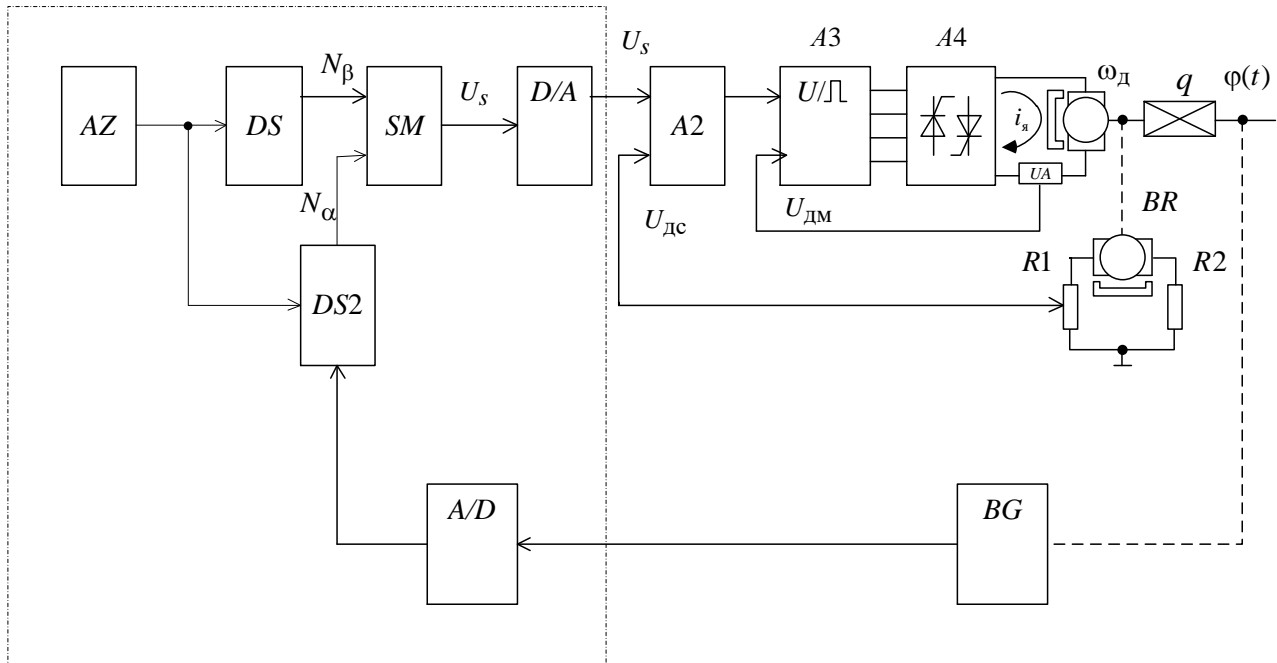 A3
A4
U_s
N_β
U_s
D/A
ω_д
q
φ(t)
AZ
DS
SM
A2
U/⎍
i_я
UA
N_α
U_дс
U_дм
BR
DS2
R1
R2
A/D
BG